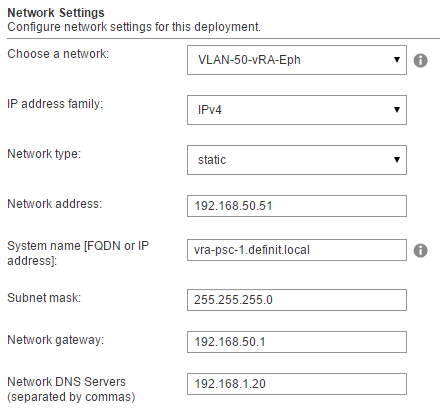 Network Settings
Configure network settings for this deployment.
Choose a network: VLAN-50-vRA-Eph
IP address family: IPv4
Network type: static
Network address: 192.168.50.51
System name [FQDN or IP
address]: vra-psc-1.definit.local
Subnet mask: 255.255.255.0
Network gateway: 192.168.50.1
Network DNS Servers
(separated by commas) 192.168.1.20